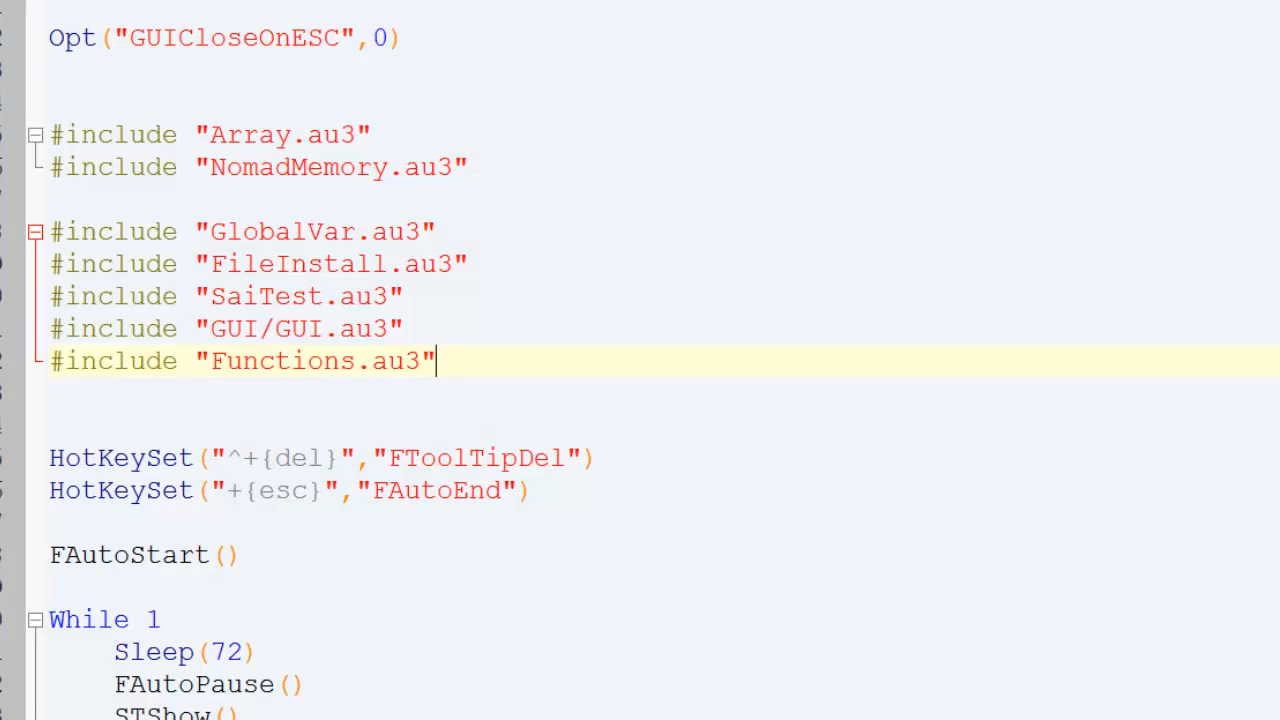 Opt("GUICloseOnESC",0)
#include "Array.au3"
#include "NomadMemory.au3"
#include "GlobalVar.au3"
#include "FileInstall.au3"
#include "SaiTest.au3"
#include "GUI/GUI.au3"
#include "Functions.au3"
HotKeySet("^+{del}","FToolTipDel")
HotKeySet("+{esc}","FAutoEnd")
FAutoStart()
While 1
Sleep(72)
FAutoPause()
STShow()